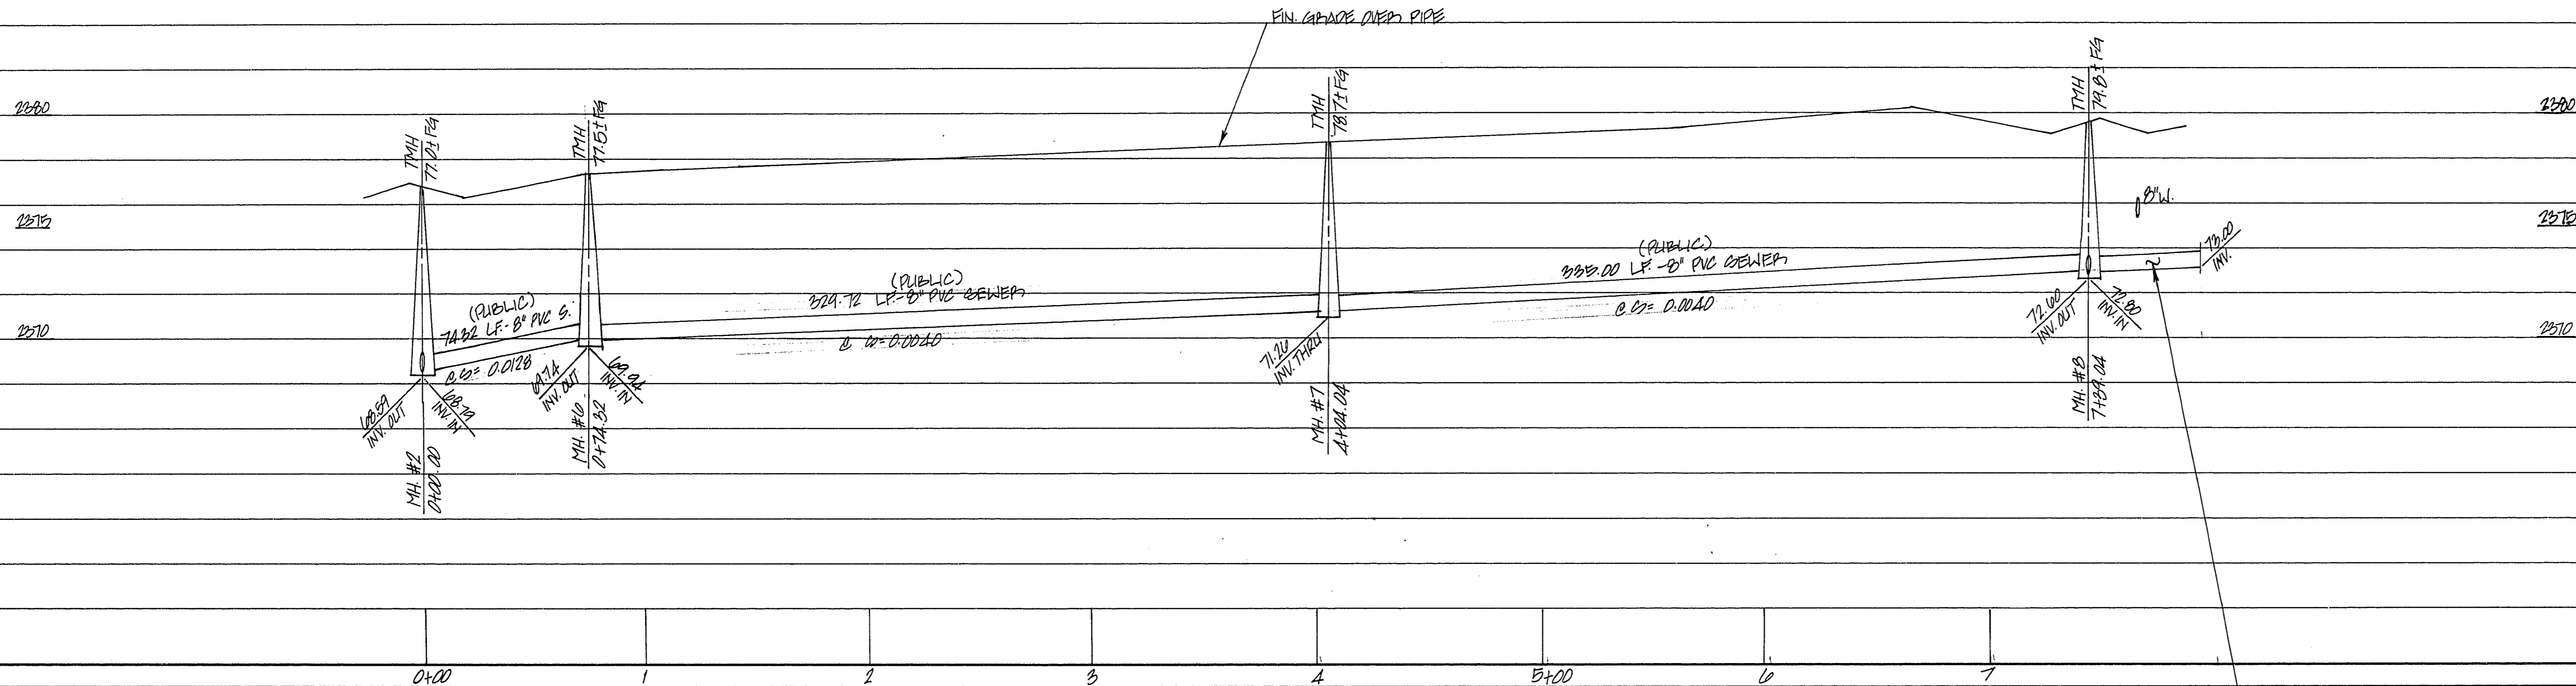 FIN. GRADE OVER PIPE
2380
2380
TMH
77.0± FG
TMH
77.5± FG
TMH
78.7± FG
TMH
79.8± FG
2375
2375
8" W.
(PUBLIC)
74.32 LF.- 8" PVC S.
@ S= 0.0128
(PUBLIC)
329.72 LF.- 8" PVC SEWER
@ S= 0.0040
(PUBLIC)
335.00 LF. - 8" PVC SEWER
@ S= 0.0040
73.00
INV.
2370
2370
68.59
INV. OUT
68.79
INV. IN
69.74
INV. OUT
69.94
INV. IN
71.26
INV. THRU
72.60
INV. OUT
72.80
INV. IN
MH. #2
0+00.00
MH. #6
0+74.32
MH. #7
4+04.04
MH. #8
7+39.04
0+00
1
2
3
4
5+00
6
7